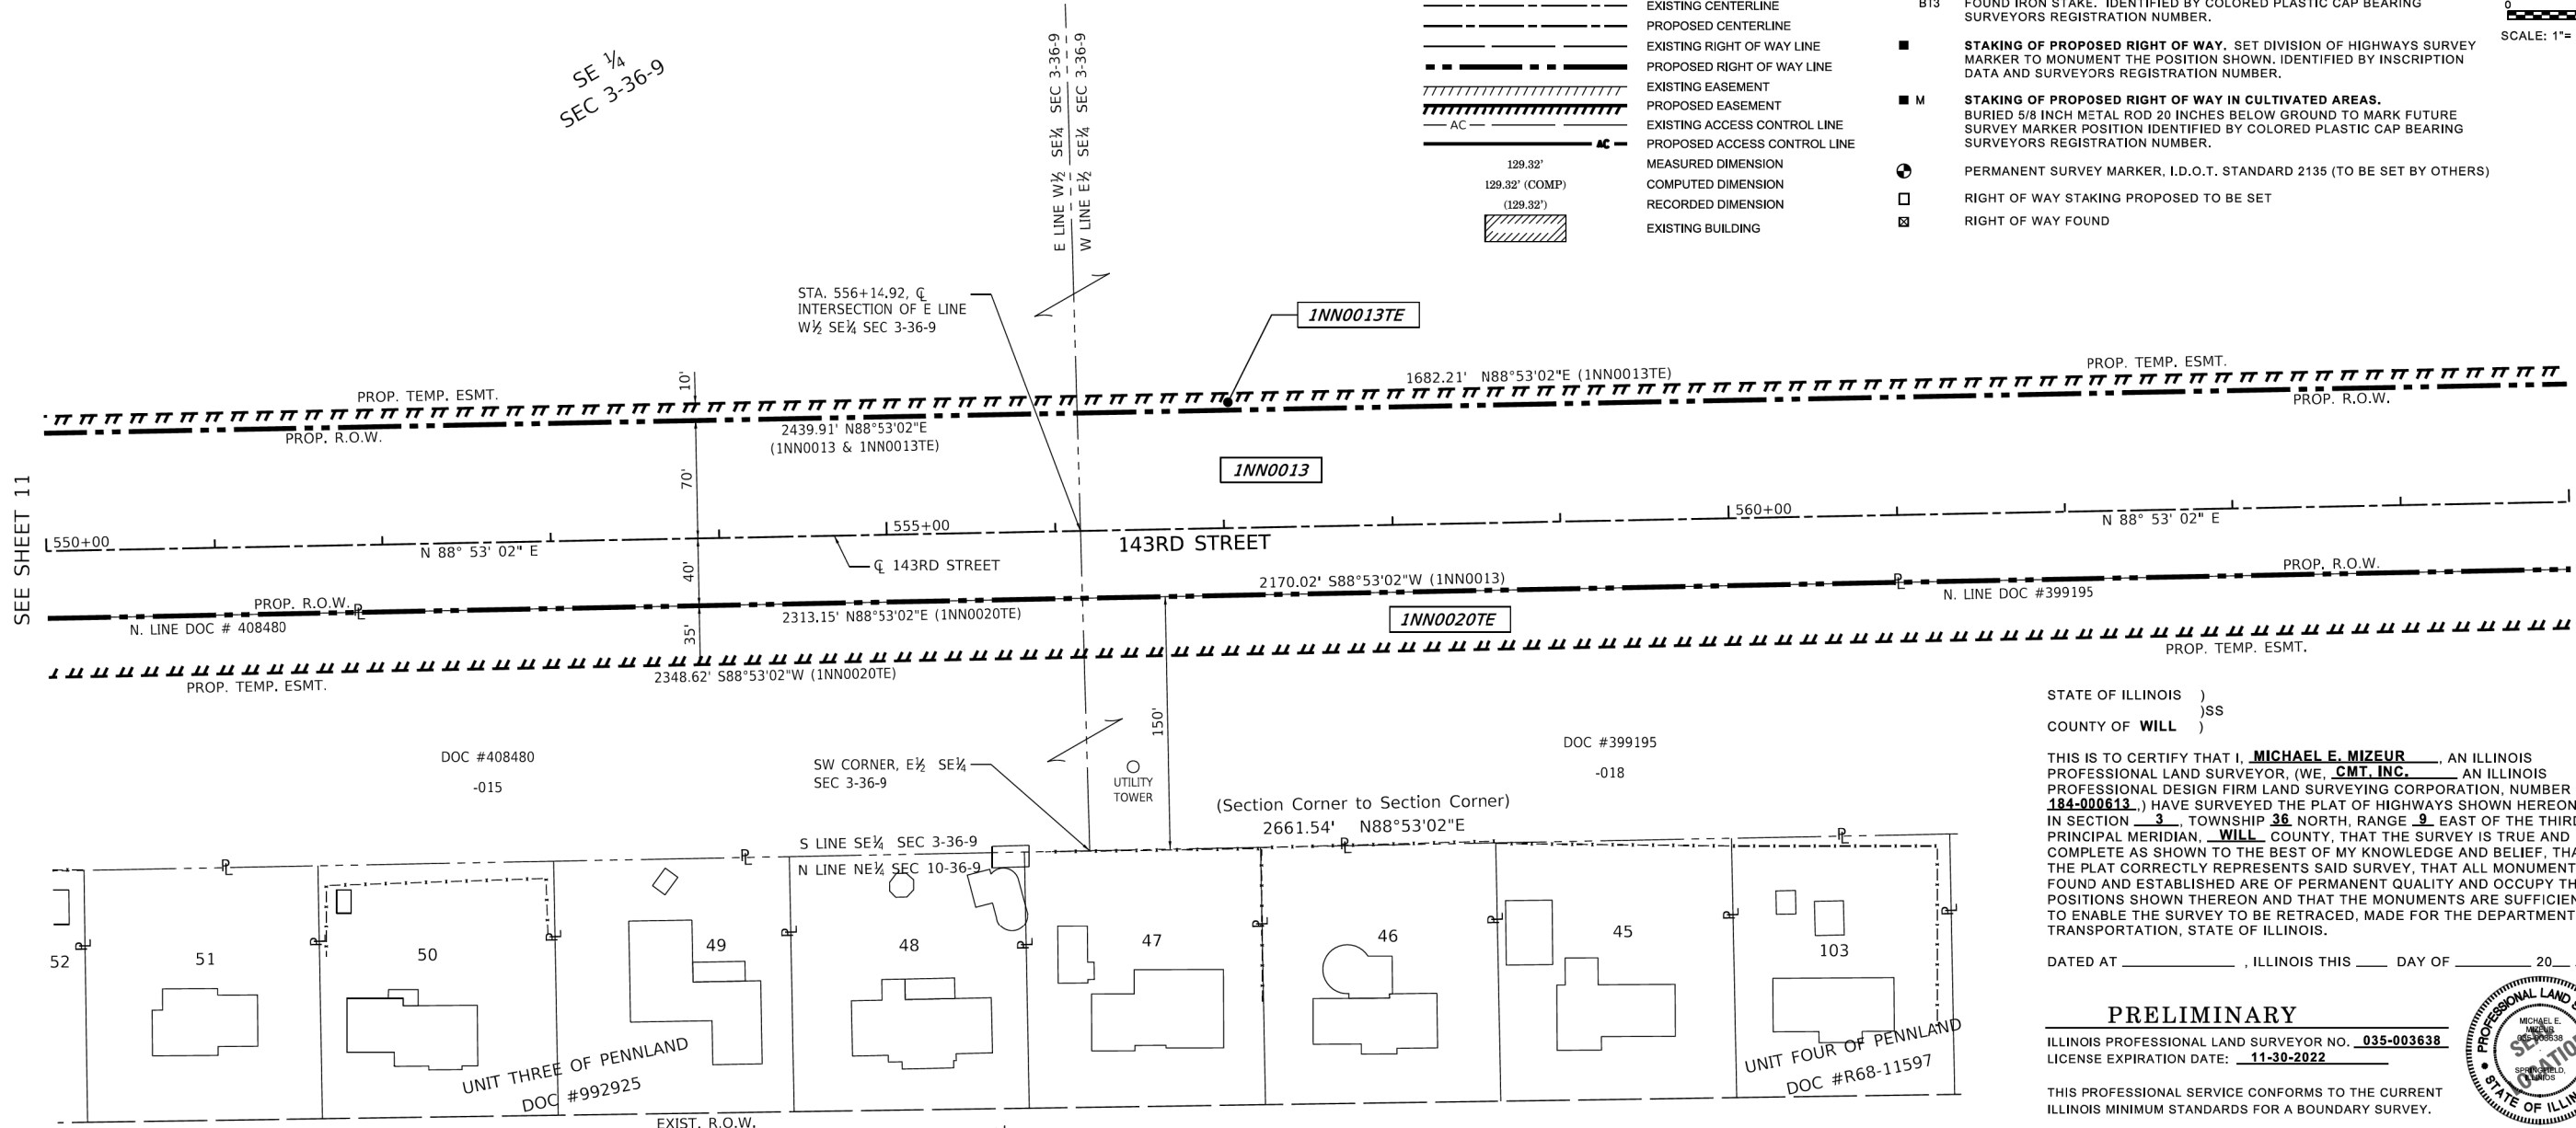 EXISTING CENTERLINE
PROPOSED CENTERLINE
EXISTING RIGHT OF WAY LINE
PROPOSED RIGHT OF WAY LINE
EXISTING EASEMENT
PROPOSED EASEMENT
AC EXISTING ACCESS CONTROL LINE
AC PROPOSED ACCESS CONTROL LINE
129.32' MEASURED DIMENSION
129.32' (COMP) COMPUTED DIMENSION
(129.32') RECORDED DIMENSION
EXISTING BUILDING
FOUND IRON STAKE. IDENTIFIED BY COLORED PLASTIC CAP BEARING
SURVEYORS REGISTRATION NUMBER.
STAKING OF PROPOSED RIGHT OF WAY. SET DIVISION OF HIGHWAYS SURVEY
MARKER TO MONUMENT THE POSITION SHOWN. IDENTIFIED BY INSCRIPTION
DATA AND SURVEYORS REGISTRATION NUMBER.
■ M STAKING OF PROPOSED RIGHT OF WAY IN CULTIVATED AREAS.
BURIED 5/8 INCH METAL ROD 20 INCHES BELOW GROUND TO MARK FUTURE
SURVEY MARKER POSITION IDENTIFIED BY COLORED PLASTIC CAP BEARING
SURVEYORS REGISTRATION NUMBER.
PERMANENT SURVEY MARKER, I.D.O.T. STANDARD 2135 (TO BE SET BY OTHERS)
RIGHT OF WAY STAKING PROPOSED TO BE SET
RIGHT OF WAY FOUND
0
SCALE: 1"=
SE ¼
SEC 3-36-9
E LINE W½ SE¼ SEC 3-36-9
W LINE E½ SE¼ SEC 3-36-9
STA. 556+14.92, ℄
INTERSECTION OF E LINE
W½ SE¼ SEC 3-36-9
1NN0013TE
PROP. TEMP. ESMT.
10'
1682.21' N88°53'02"E (1NN0013TE)
PROP. TEMP. ESMT.
PROP. R.O.W.
2439.91' N88°53'02"E
(1NN0013 & 1NN0013TE)
PROP. R.O.W.
70'
1NN0013
SEE SHEET 11
550+00
N 88° 53' 02" E
555+00
560+00
N 88° 53' 02" E
143RD STREET
℄ 143RD STREET
40'
PROP. R.O.W.
N. LINE DOC # 408480
2313.15' N88°53'02"E (1NN0020TE)
2170.02' S88°53'02"W (1NN0013)
PROP. R.O.W.
N. LINE DOC #399195
1NN0020TE
35'
PROP. TEMP. ESMT.
2348.62' S88°53'02"W (1NN0020TE)
PROP. TEMP. ESMT.
150'
DOC #408480
-015
SW CORNER, E½ SE¼
SEC 3-36-9
UTILITY
TOWER
DOC #399195
-018
(Section Corner to Section Corner)
2661.54' N88°53'02"E
S LINE SE¼ SEC 3-36-9
N LINE NE¼ SEC 10-36-9
52
51
50
49
48
47
46
45
103
UNIT THREE OF PENNLAND
DOC #992925
UNIT FOUR OF PENNLAND
DOC #R68-11597
EXIST. R.O.W.
STATE OF ILLINOIS )
)SS
COUNTY OF WILL )
THIS IS TO CERTIFY THAT I, MICHAEL E. MIZEUR, AN ILLINOIS
PROFESSIONAL LAND SURVEYOR, (WE, CMT, INC. AN ILLINOIS
PROFESSIONAL DESIGN FIRM LAND SURVEYING CORPORATION, NUMBER
184-000613,) HAVE SURVEYED THE PLAT OF HIGHWAYS SHOWN HEREON
IN SECTION 3, TOWNSHIP 36 NORTH, RANGE 9 EAST OF THE THIRD
PRINCIPAL MERIDIAN, WILL COUNTY, THAT THE SURVEY IS TRUE AND
COMPLETE AS SHOWN TO THE BEST OF MY KNOWLEDGE AND BELIEF, THA
THE PLAT CORRECTLY REPRESENTS SAID SURVEY, THAT ALL MONUMENT
FOUND AND ESTABLISHED ARE OF PERMANENT QUALITY AND OCCUPY TH
POSITIONS SHOWN THEREON AND THAT THE MONUMENTS ARE SUFFICIEN
TO ENABLE THE SURVEY TO BE RETRACED, MADE FOR THE DEPARTMENT
TRANSPORTATION, STATE OF ILLINOIS.
DATED AT ____________ , ILLINOIS THIS ____ DAY OF _________ 20__
PRELIMINARY
ILLINOIS PROFESSIONAL LAND SURVEYOR NO. 035-003638
LICENSE EXPIRATION DATE: 11-30-2022
THIS PROFESSIONAL SERVICE CONFORMS TO THE CURRENT
ILLINOIS MINIMUM STANDARDS FOR A BOUNDARY SURVEY.
PROFESSIONAL LAND S
MICHAEL E.
MIZEUR
035-003638
SPRINGFIELD,
ILLINOIS
STATE OF ILLIN